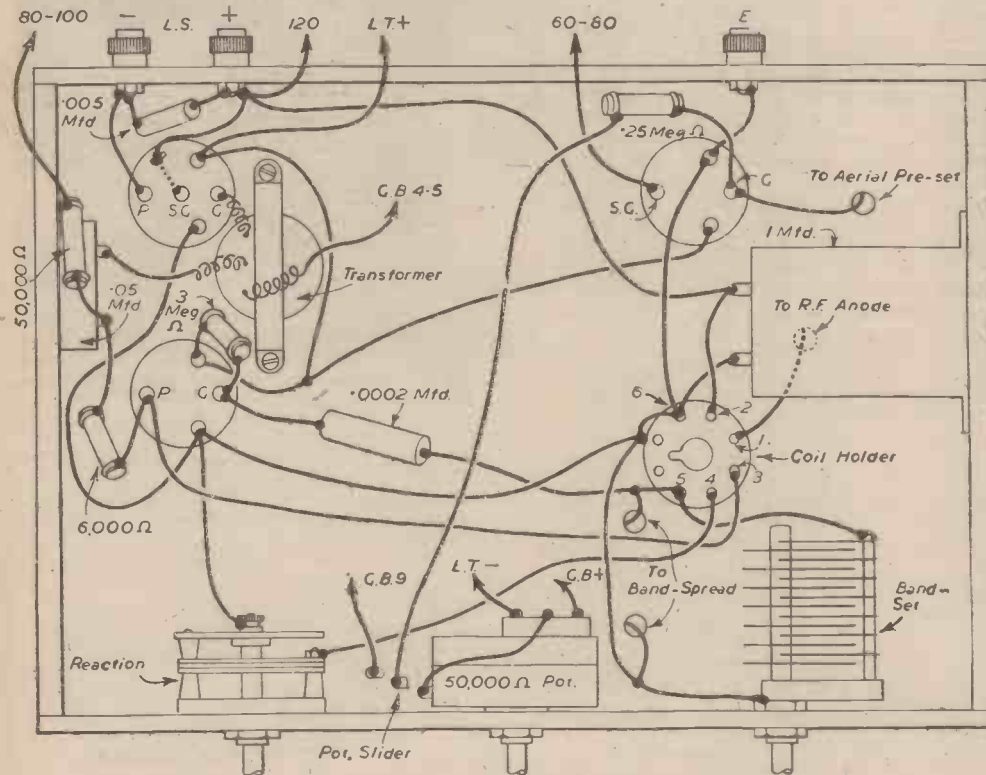 80-100
- L.S. +
120
L.T+
60-80
E
.005
Mfd
.25 Meg Ω
P
S.G.
G
G.B 4·5
S.G.
G
To Aerial Pre-set
1 Mfd.
50,000 Ω
.05
Mfd
3
Meg
Ω
Transformer
To R.F. Anode
P
G
.0002 Mfd.
6
2
1.
Coil Holder
5
4
3
6,000 Ω
G.B.9
L.T.-
G.B+
To
Band-Spread
Band-
Set
Reaction
50,000 Ω Pot.
Pot. Slider